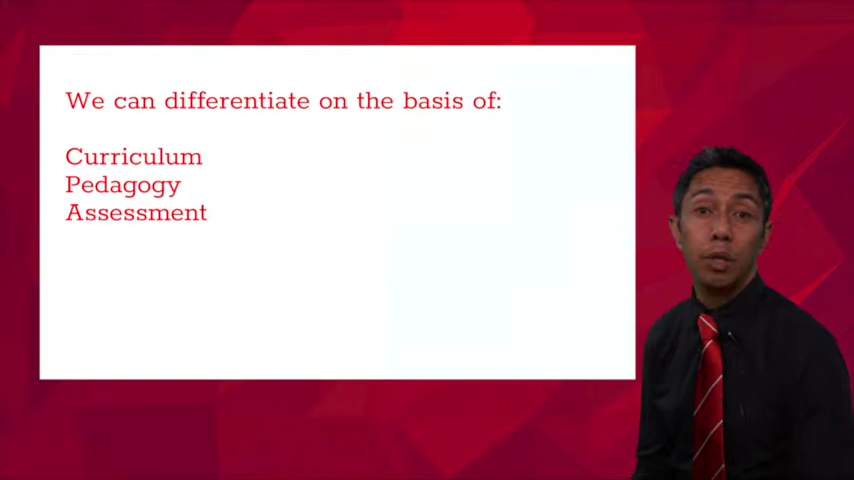 We can differentiate on the basis of:
Curriculum
Pedagogy
Assessment